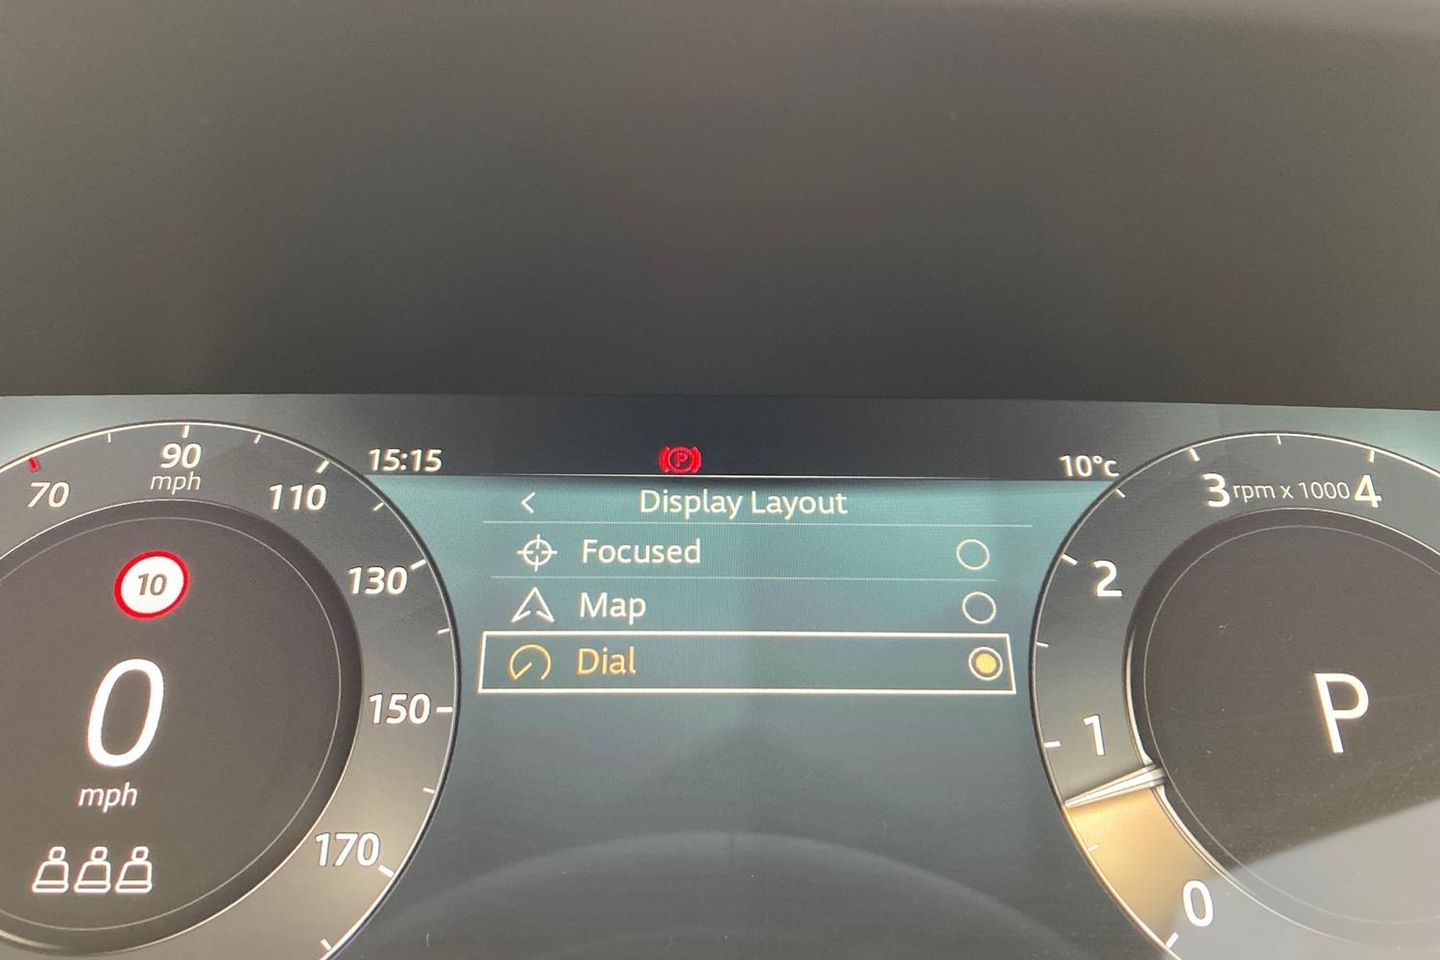 15:15
P
10°c
70
90
mph
110
130
150
170
10
0
mph
<
Display Layout
Focused
Map
Dial
3 rpm x 1000 4
2
1
0
P